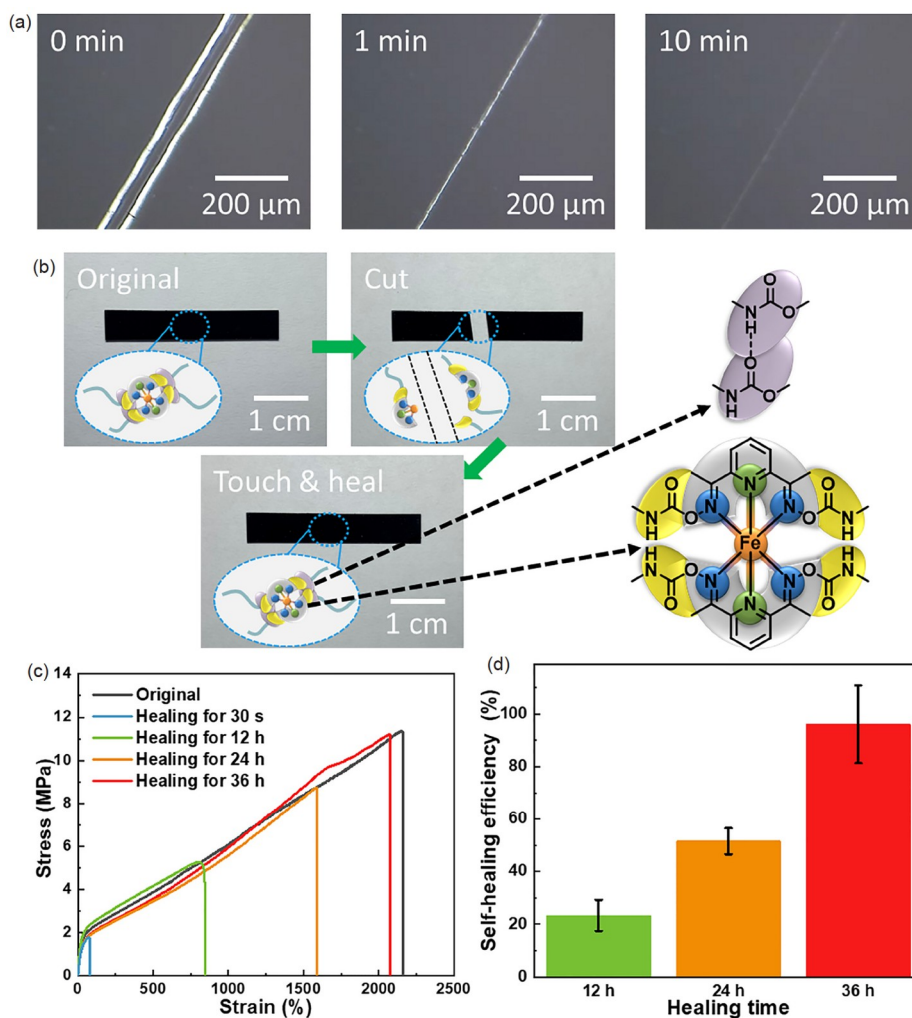 (a)
0 min
1 min
10 min
200 µm
200 µm
200 µm
(b)
Original
Cut
1 cm
1 cm
Touch & heal
1 cm
O
N
H
O
O
N
H
O
N
O
O
N
H
N
O
O
N
H
N
Fe
N
O
O
N
H
N
O
O
N
H
N
(c)
Original
Healing for 30 s
Healing for 12 h
Healing for 24 h
Healing for 36 h
Stress (MPa)
14
12
10
8
6
4
2
0
0 500 1000 1500 2000 2500
Strain (%)
(d)
Self-healing efficiency (%)
100
80
60
40
20
0
12 h 24 h 36 h
Healing time